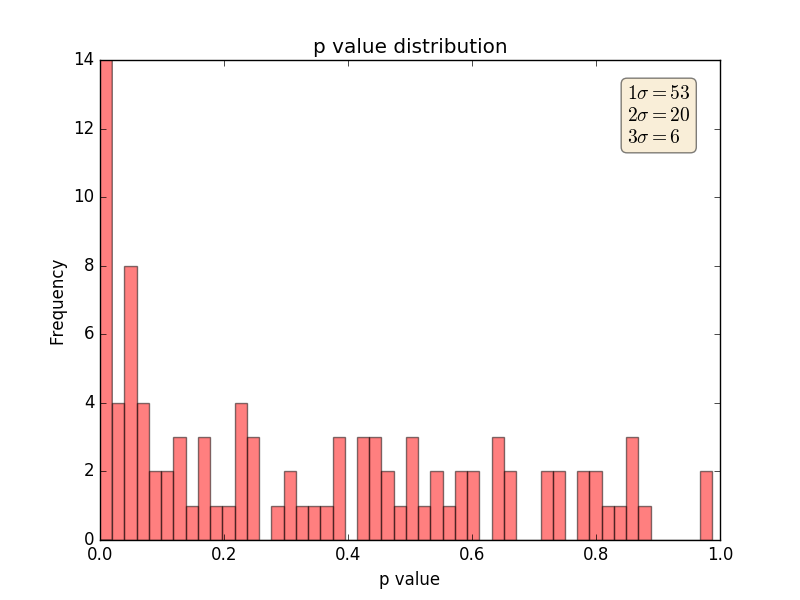 p value distribution
1σ = 53
2σ = 20
3σ = 6
14
12
10
8
6
4
2
0
Frequency
0.0 0.2 0.4 0.6 0.8 1.0
p value